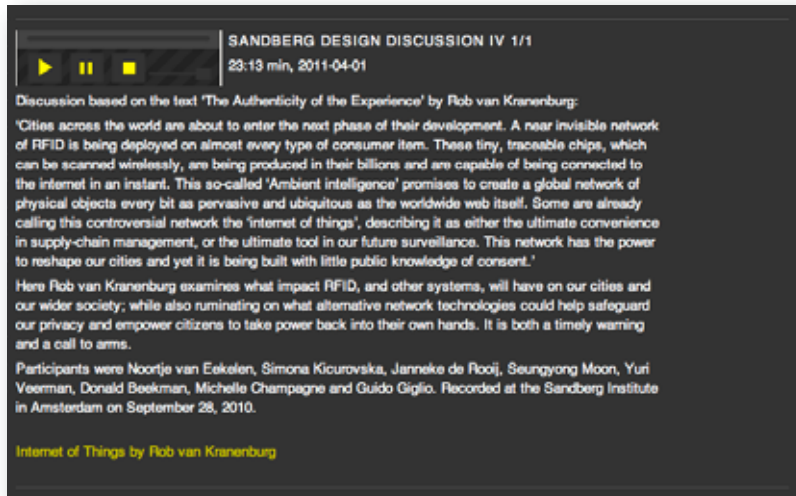 SANDBERG DESIGN DISCUSSION IV 1/1
23:13 min, 2011-04-01
Discussion based on the text 'The Authenticity of the Experience' by Rob van Kranenburg:
'Cities across the world are about to enter the next phase of their development. A near invisible network
of RFID is being deployed on almost every type of consumer item. These tiny, traceable chips, which
can be scanned wirelessly, are being produced in their billions and are capable of being connected to
the internet in an instant. This so-called 'Ambient intelligence' promises to create a global network of
physical objects every bit as pervasive and ubiquitous as the worldwide web itself. Some are already
calling this controversial network the 'internet of things', describing it as either the ultimate convenience
in supply-chain management, or the ultimate tool in our future surveillance. This network has the power
to reshape our cities and yet it is being built with little public knowledge of consent.'
Here Rob van Kranenburg examines what impact RFID, and other systems, will have on our cities and
our wider society; while also ruminating on what alternative network technologies could help safeguard
our privacy and empower citizens to take power back into their own hands. It is both a timely warning
and a call to arms.
Participants were Noortje van Eekelen, Simona Kicurovska, Janneke de Rooij, Seungyong Moon, Yuri
Veerman, Donald Beekman, Michelle Champagne and Guido Giglio. Recorded at the Sandberg Institute
in Amsterdam on September 28, 2010.
Internet of Things by Rob van Kranenburg